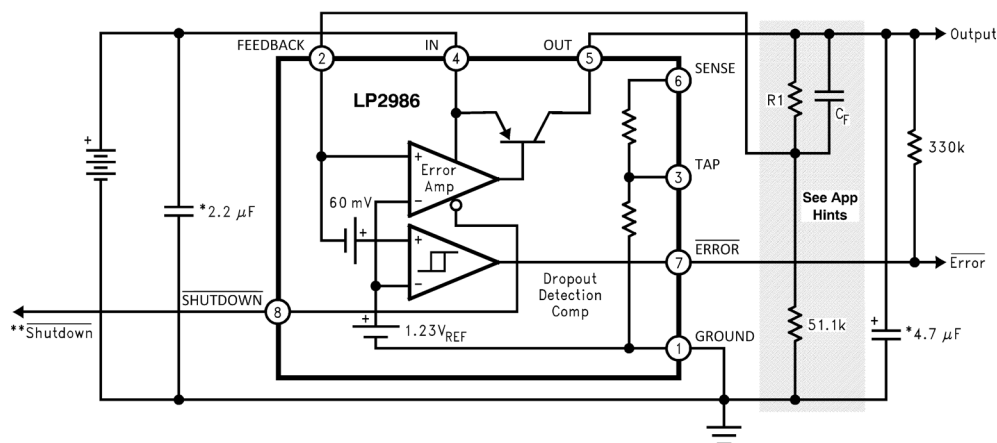 FEEDBACK
IN
OUT
Output
2
4
5
SENSE
6
LP2986
R1
C_F
330k
+
Error
Amp
TAP
3
See App
Hints
60 mV
*2.2 μF
ERROR
7
Error
Dropout
Detection
Comp
SHUTDOWN
8
**Shutdown
1.23V_REF
51.1k
*4.7 μF
GROUND
1